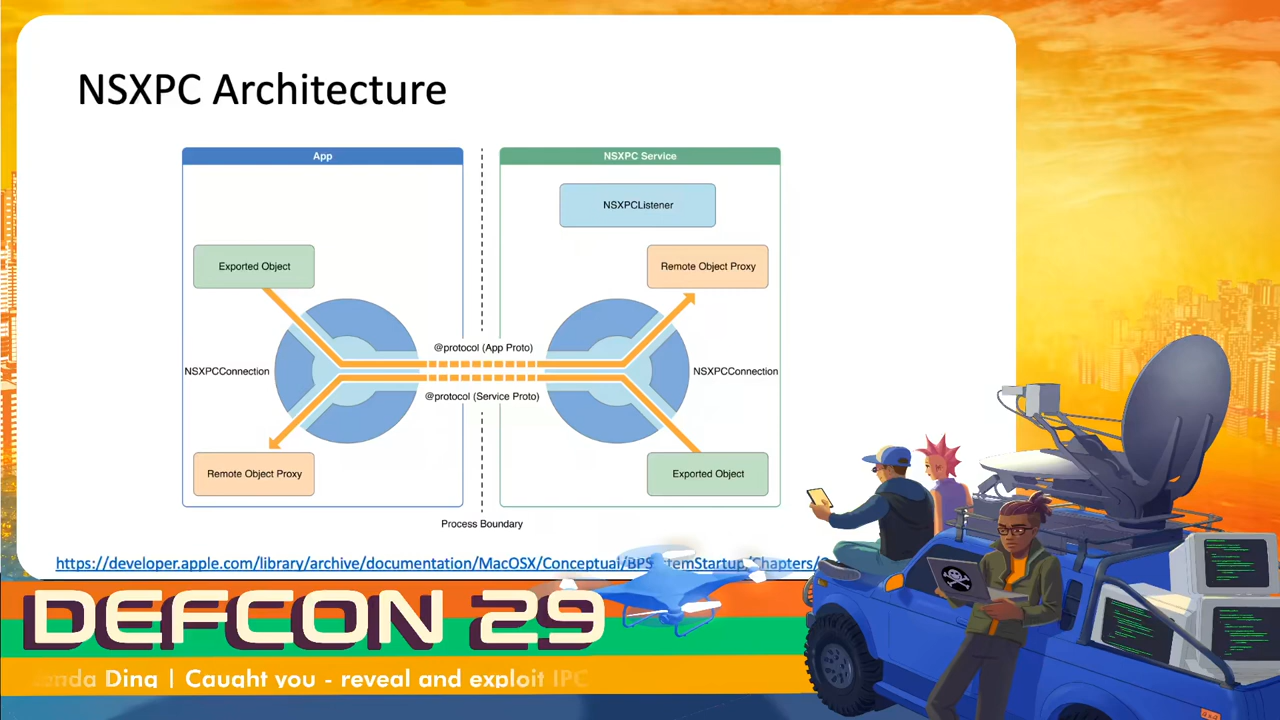 NSXPC Architecture
App
NSXPC Service
NSXPCListener
Exported Object
Remote Object Proxy
@protocol (App Proto)
NSXPCConnection
NSXPCConnection
@protocol (Service Proto)
Remote Object Proxy
Exported Object
Process Boundary
https://developer.apple.com/library/archive/documentation/MacOSX/Conceptual/
DEFCON 29
Ding | Caught you - reveal and exploit IPC